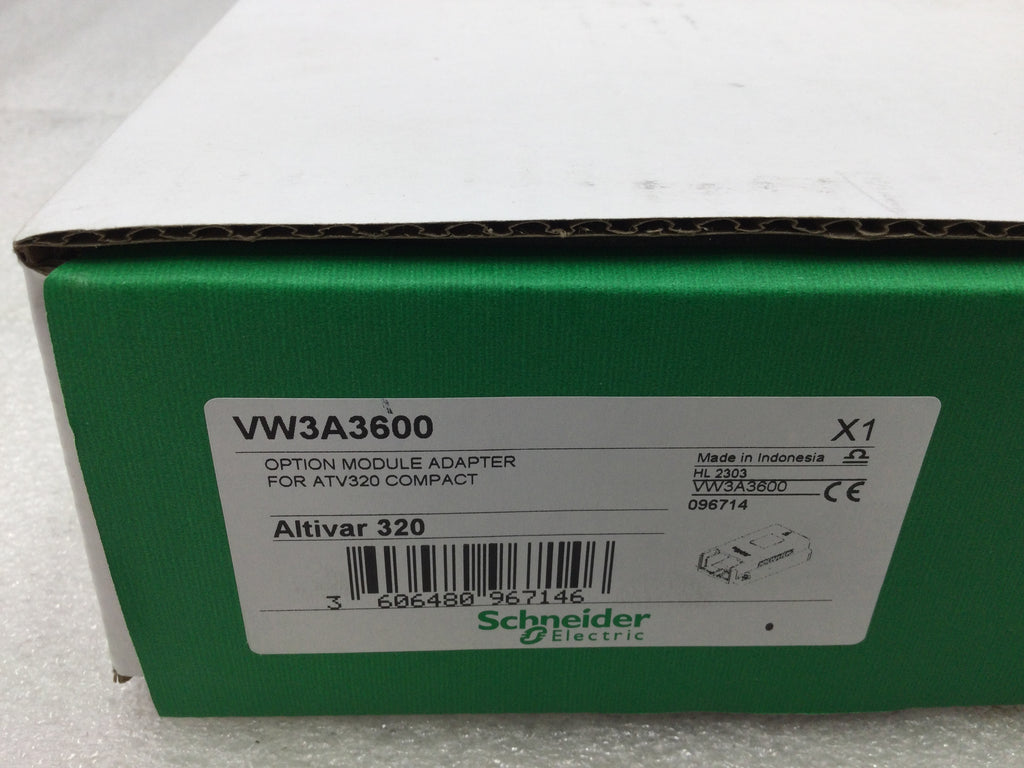 VW3A3600
X1
OPTION MODULE ADAPTER
FOR ATV320 COMPACT
Made in Indonesia
HL 2303
VW3A3600
CE
096714
Altivar 320
3 606480 967146
Schneider
Electric